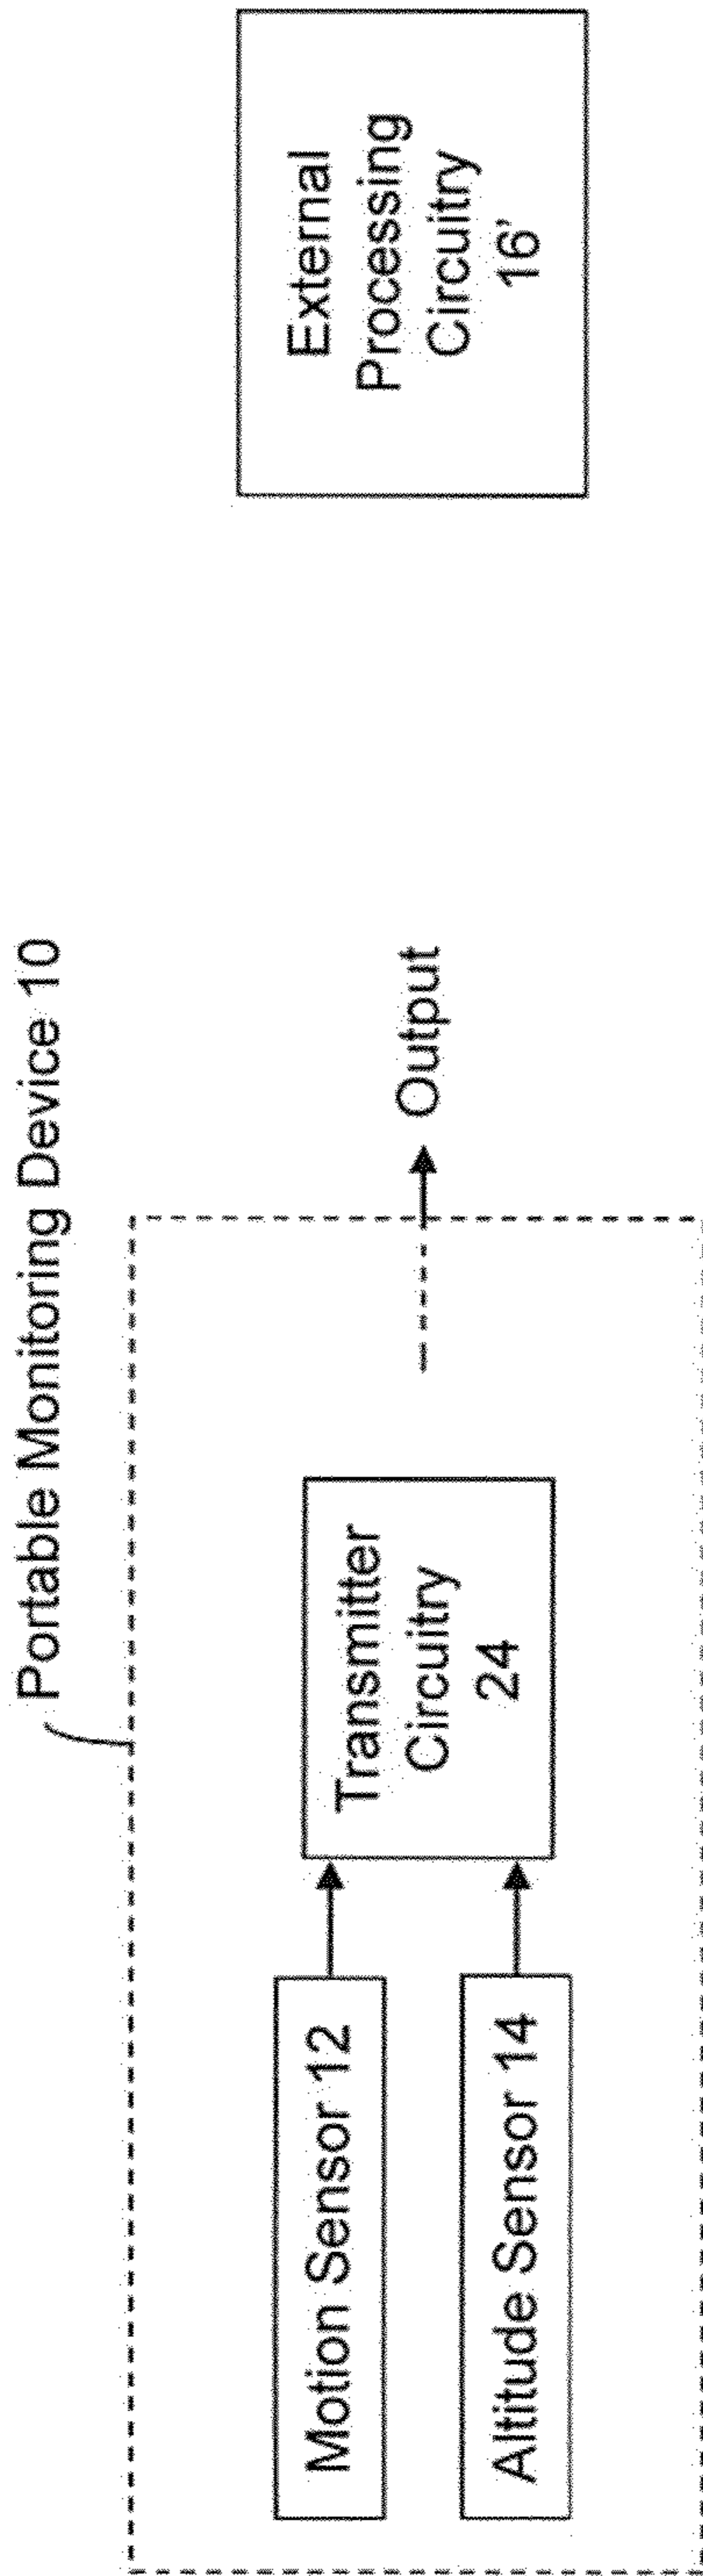 Portable Monitoring Device 10
Motion Sensor 12
Altitude Sensor 14
Transmitter
Circuitry
24
Output
External
Processing
Circuitry
16'